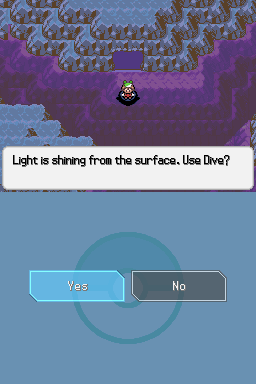 Light is shining from the surface. Use Dive?
Yes
No